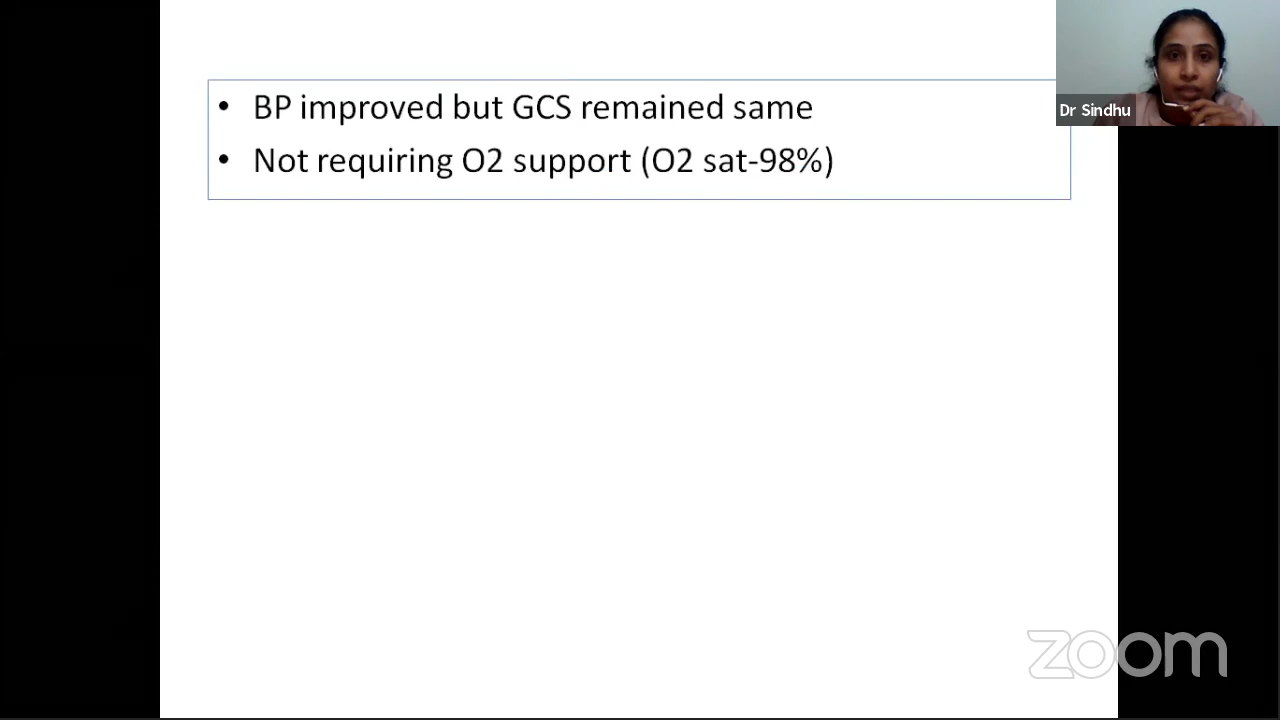 • BP improved but GCS remained same
• Not requiring O2 support (O2 sat-98%)
Dr Sindhu
zoom